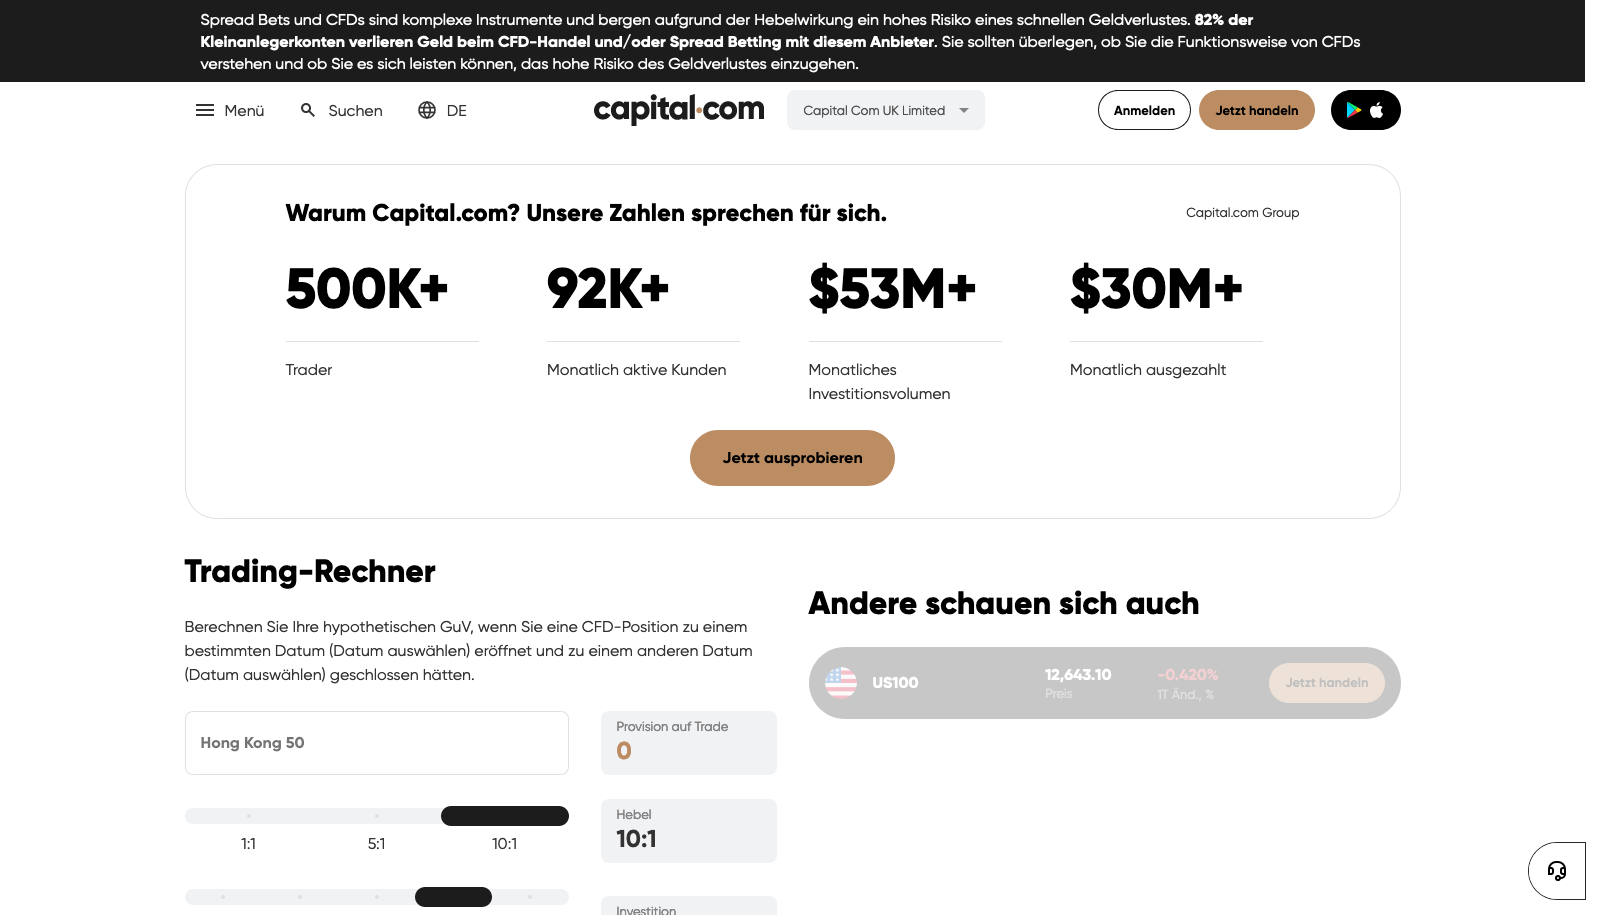 Spread Bets und CFDs sind komplexe Instrumente und bergen aufgrund der Hebelwirkung ein hohes Risiko eines schnellen Geldverlustes. 82% der
Kleinanlegerkonten verlieren Geld beim CFD-Handel und/oder Spread Betting mit diesem Anbieter. Sie sollten überlegen, ob Sie die Funktionsweise von CFDs
verstehen und ob Sie es sich leisten können, das hohe Risiko des Geldverlustes einzugehen.
Menü
Suchen
DE
capital.com
Capital Com UK Limited
Anmelden
Jetzt handeln
Warum Capital.com? Unsere Zahlen sprechen für sich.
Capital.com Group
500K+
92K+
$53M+
$30M+
Trader
Monatlich aktive Kunden
Monatliches
Investitionsvolumen
Monatlich ausgezahlt
Jetzt ausprobieren
Trading-Rechner
Berechnen Sie Ihre hypothetischen GuV, wenn Sie eine CFD-Position zu einem
bestimmten Datum (Datum auswählen) eröffnet und zu einem anderen Datum
(Datum auswählen) geschlossen hätten.
Hong Kong 50
Provision auf Trade
0
1:1
5:1
10:1
Hebel
10:1
Investition
Andere schauen sich auch
US100
12,643.10
Preis
-0.420%
1T Änd., %
Jetzt handeln